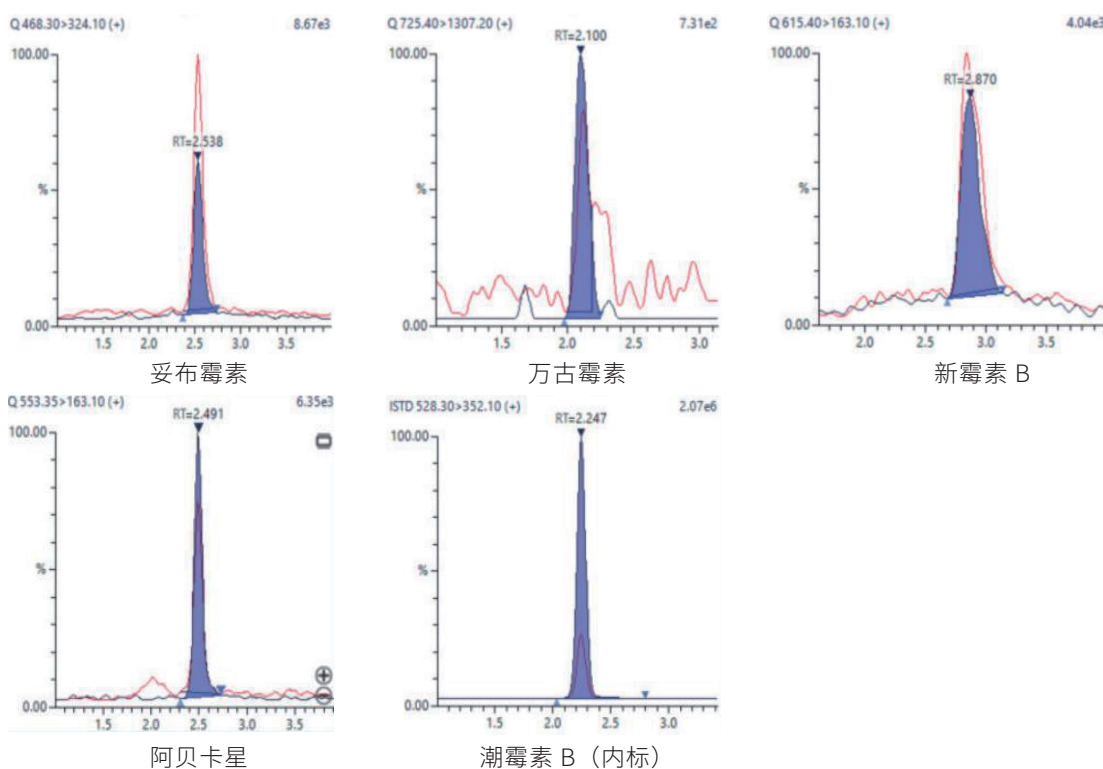 Q 468.30>324.10 (+) 8.67e3
100.00
RT=2.538
%
0.00
1.5 2.0 2.5 3.0 3.5
妥布霉素
Q 725.40>1307.20 (+) 7.31e2
100.00
RT=2.100
%
0.00
1.5 2.0 2.5 3.0
万古霉素
Q 615.40>163.10 (+) 4.04e3
100.00
RT=2.870
%
0.00
2.0 2.5 3.0 3.5
新霉素 B
Q 553.35>163.10 (+) 6.35e3
100.00
RT=2.491
%
0.00
1.5 2.0 2.5 3.0 3.5
阿贝卡星
ISTD 528.30>352.10 (+) 2.07e6
100.00
RT=2.247
%
0.00
1.5 2.0 2.5 3.0
潮霉素 B（内标）